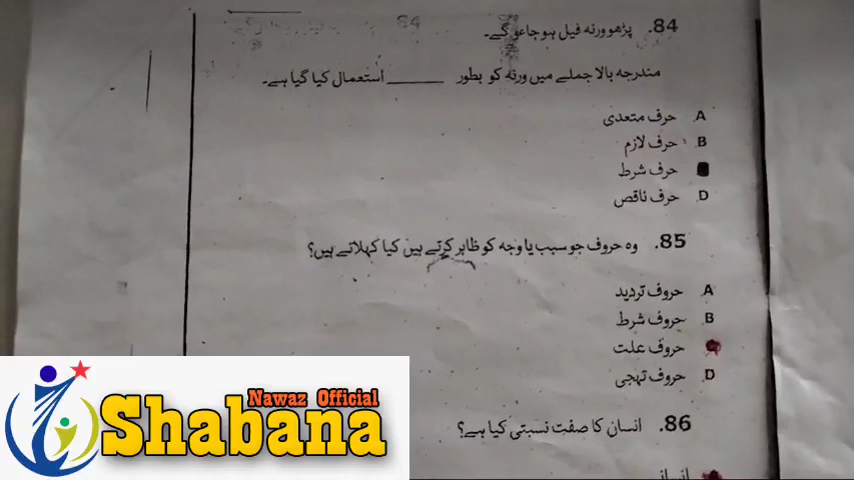 84. پڑھو ورنہ فیل ہو جاءو گے۔
مندرجہ بالا جملے میں ورنہ کو بطور ______ استعمال کیا گیا ہے۔
A حرف متعدی
B حرف لازم
حرف شرط
D حرف ناقص
85. وہ حروف جو سبب یا وجہ کو ظاہر کرتے ہیں کیا کہلاتے ہیں؟
A حروف تردید
B حروف شرط
حروف علت
D حروف تہجی
86. انسان کا صفت نسبتی کیا ہے؟
انسانی
Nawaz Official
Shabana